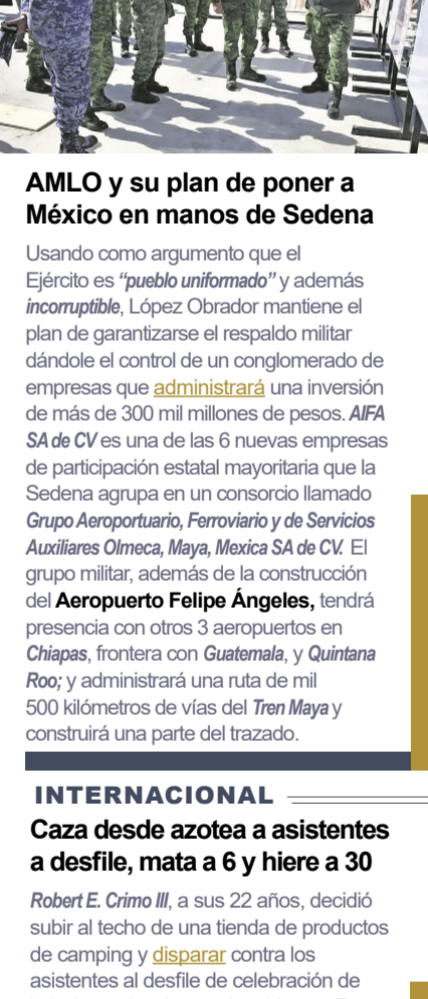 AMLO y su plan de poner a
México en manos de Sedena
Usando como argumento que el
Ejército es “pueblo uniformado” y además
incorruptible, López Obrador mantiene el
plan de garantizarse el respaldo militar
dándole el control de un conglomerado de
empresas que administrará una inversión
de más de 300 mil millones de pesos. AIFA
SA de CV es una de las 6 nuevas empresas
de participación estatal mayoritaria que la
Sedena agrupa en un consorcio llamado
Grupo Aeroportuario, Ferroviario y de Servicios
Auxiliares Olmeca, Maya, Mexica SA de CV. El
grupo militar, además de la construcción
del Aeropuerto Felipe Ángeles, tendrá
presencia con otros 3 aeropuertos en
Chiapas, frontera con Guatemala, y Quintana
Roo; y administrará una ruta de mil
500 kilómetros de vías del Tren Maya y
construirá una parte del trazado.
INTERNACIONAL
Caza desde azotea a asistentes
a desfile, mata a 6 y hiere a 30
Robert E. Crimo III, a sus 22 años, decidió
subir al techo de una tienda de productos
de camping y disparar contra los
asistentes al desfile de celebración de